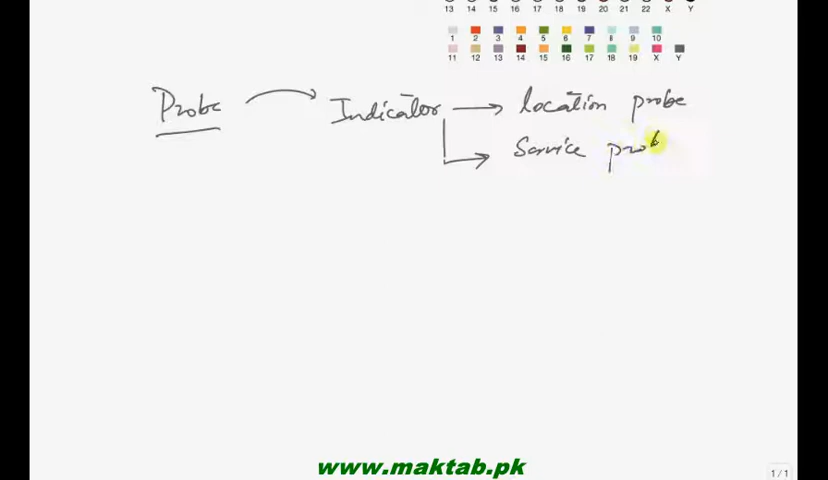 13 14 15 16 17 18 19 20 21 22 X Y
1 2 3 4 5 6 7 8 9 10
11 12 13 14 15 16 17 18 19 X Y
Probe Indicator location probe
Service prob
www.maktab.pk
1 / 1